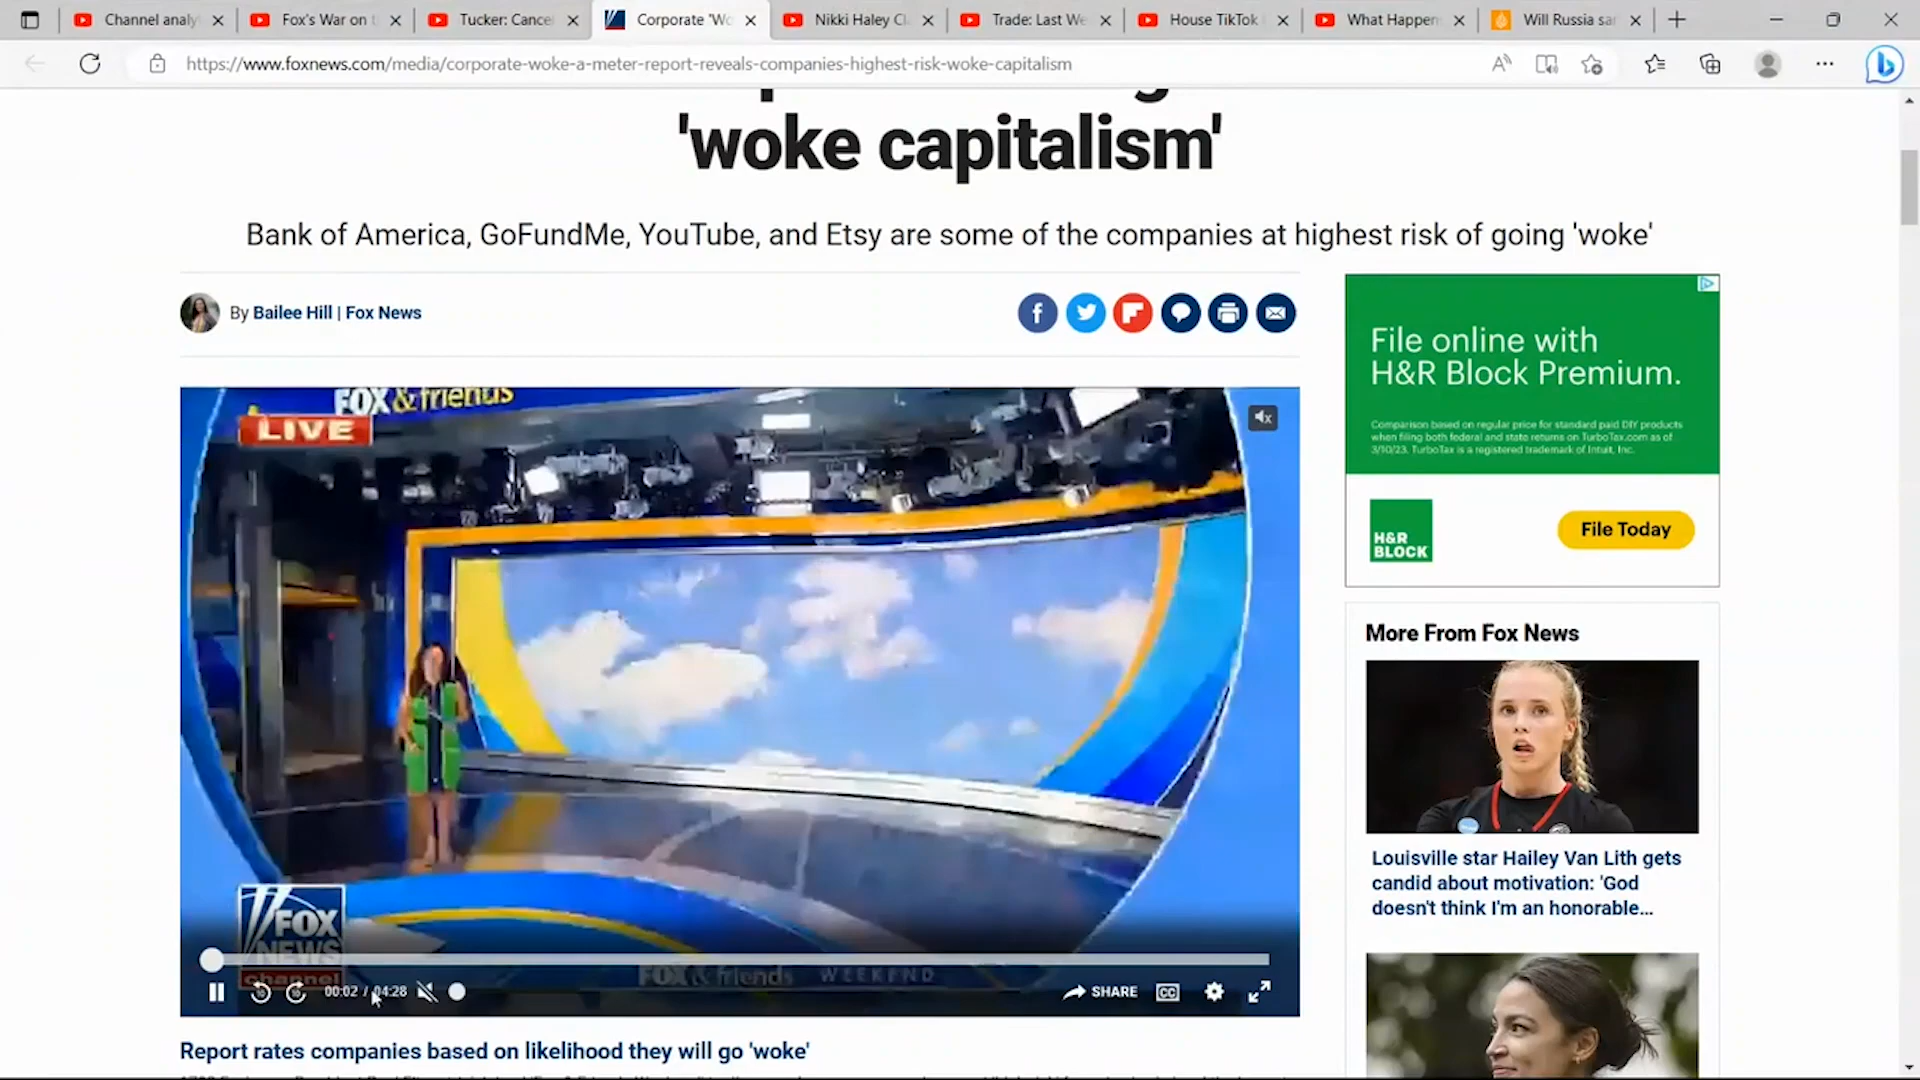 Channel analy
Fox's War on t
Tucker: Cance
Corporate 'Wo
Nikki Haley Cl
Trade: Last We
House TikTok
What Happen
Will Russia sa
https://www.foxnews.com/media/corporate-woke-a-meter-report-reveals-companies-highest-risk-woke-capitalism
'woke capitalism'
Bank of America, GoFundMe, YouTube, and Etsy are some of the companies at highest risk of going 'woke'
By Bailee Hill | Fox News
FOX & friends
LIVE
FOX
NEWS
channel
FOX & friends WEEKEND
00:02 / 04:28
SHARE
CC
Report rates companies based on likelihood they will go 'woke'
File online with
H&R Block Premium.
Comparison based on regular price for standard paid DIY products
when filing both federal and state returns on TurboTax.com as of
3/10/23. TurboTax is a registered trademark of Intuit, Inc.
H&R
BLOCK
File Today
More From Fox News
Louisville star Hailey Van Lith gets
candid about motivation: 'God
doesn't think I'm an honorable...